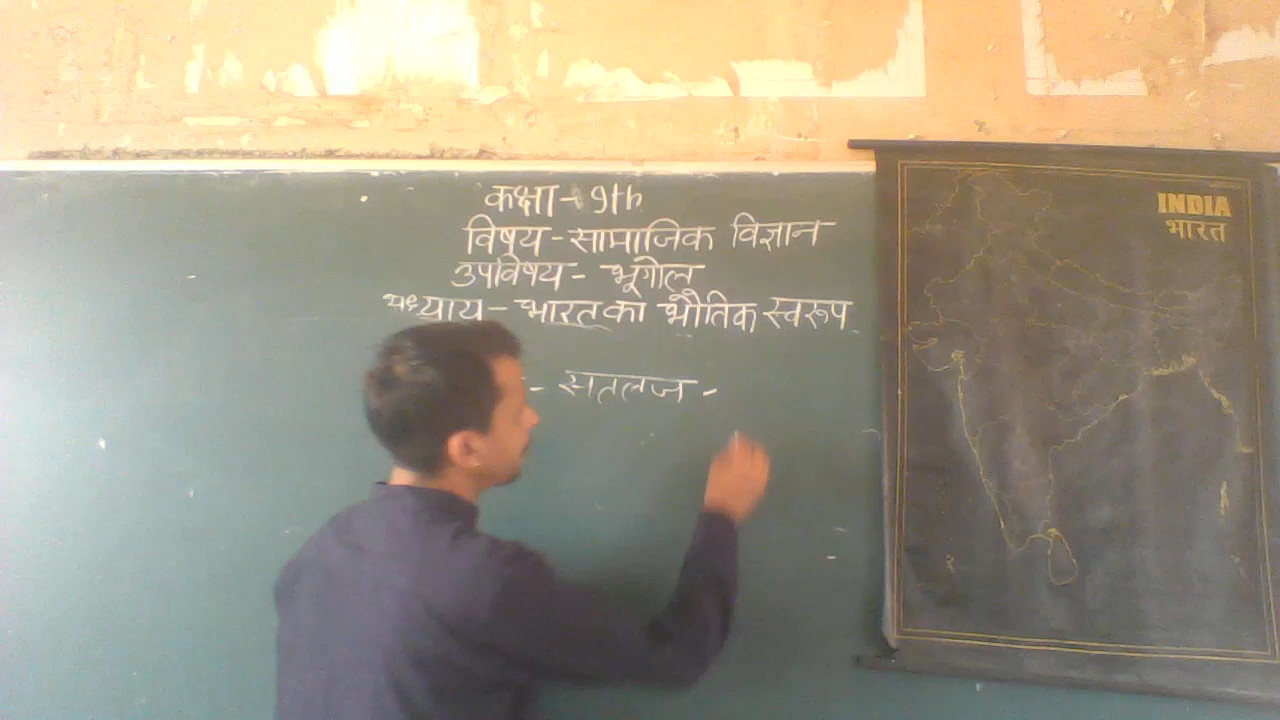 कक्षा - 9th
विषय - सामाजिक विज्ञान
उपविषय - भूगोल
अध्याय - भारत का भौतिक स्वरूप
- सतलज -
INDIA
भारत